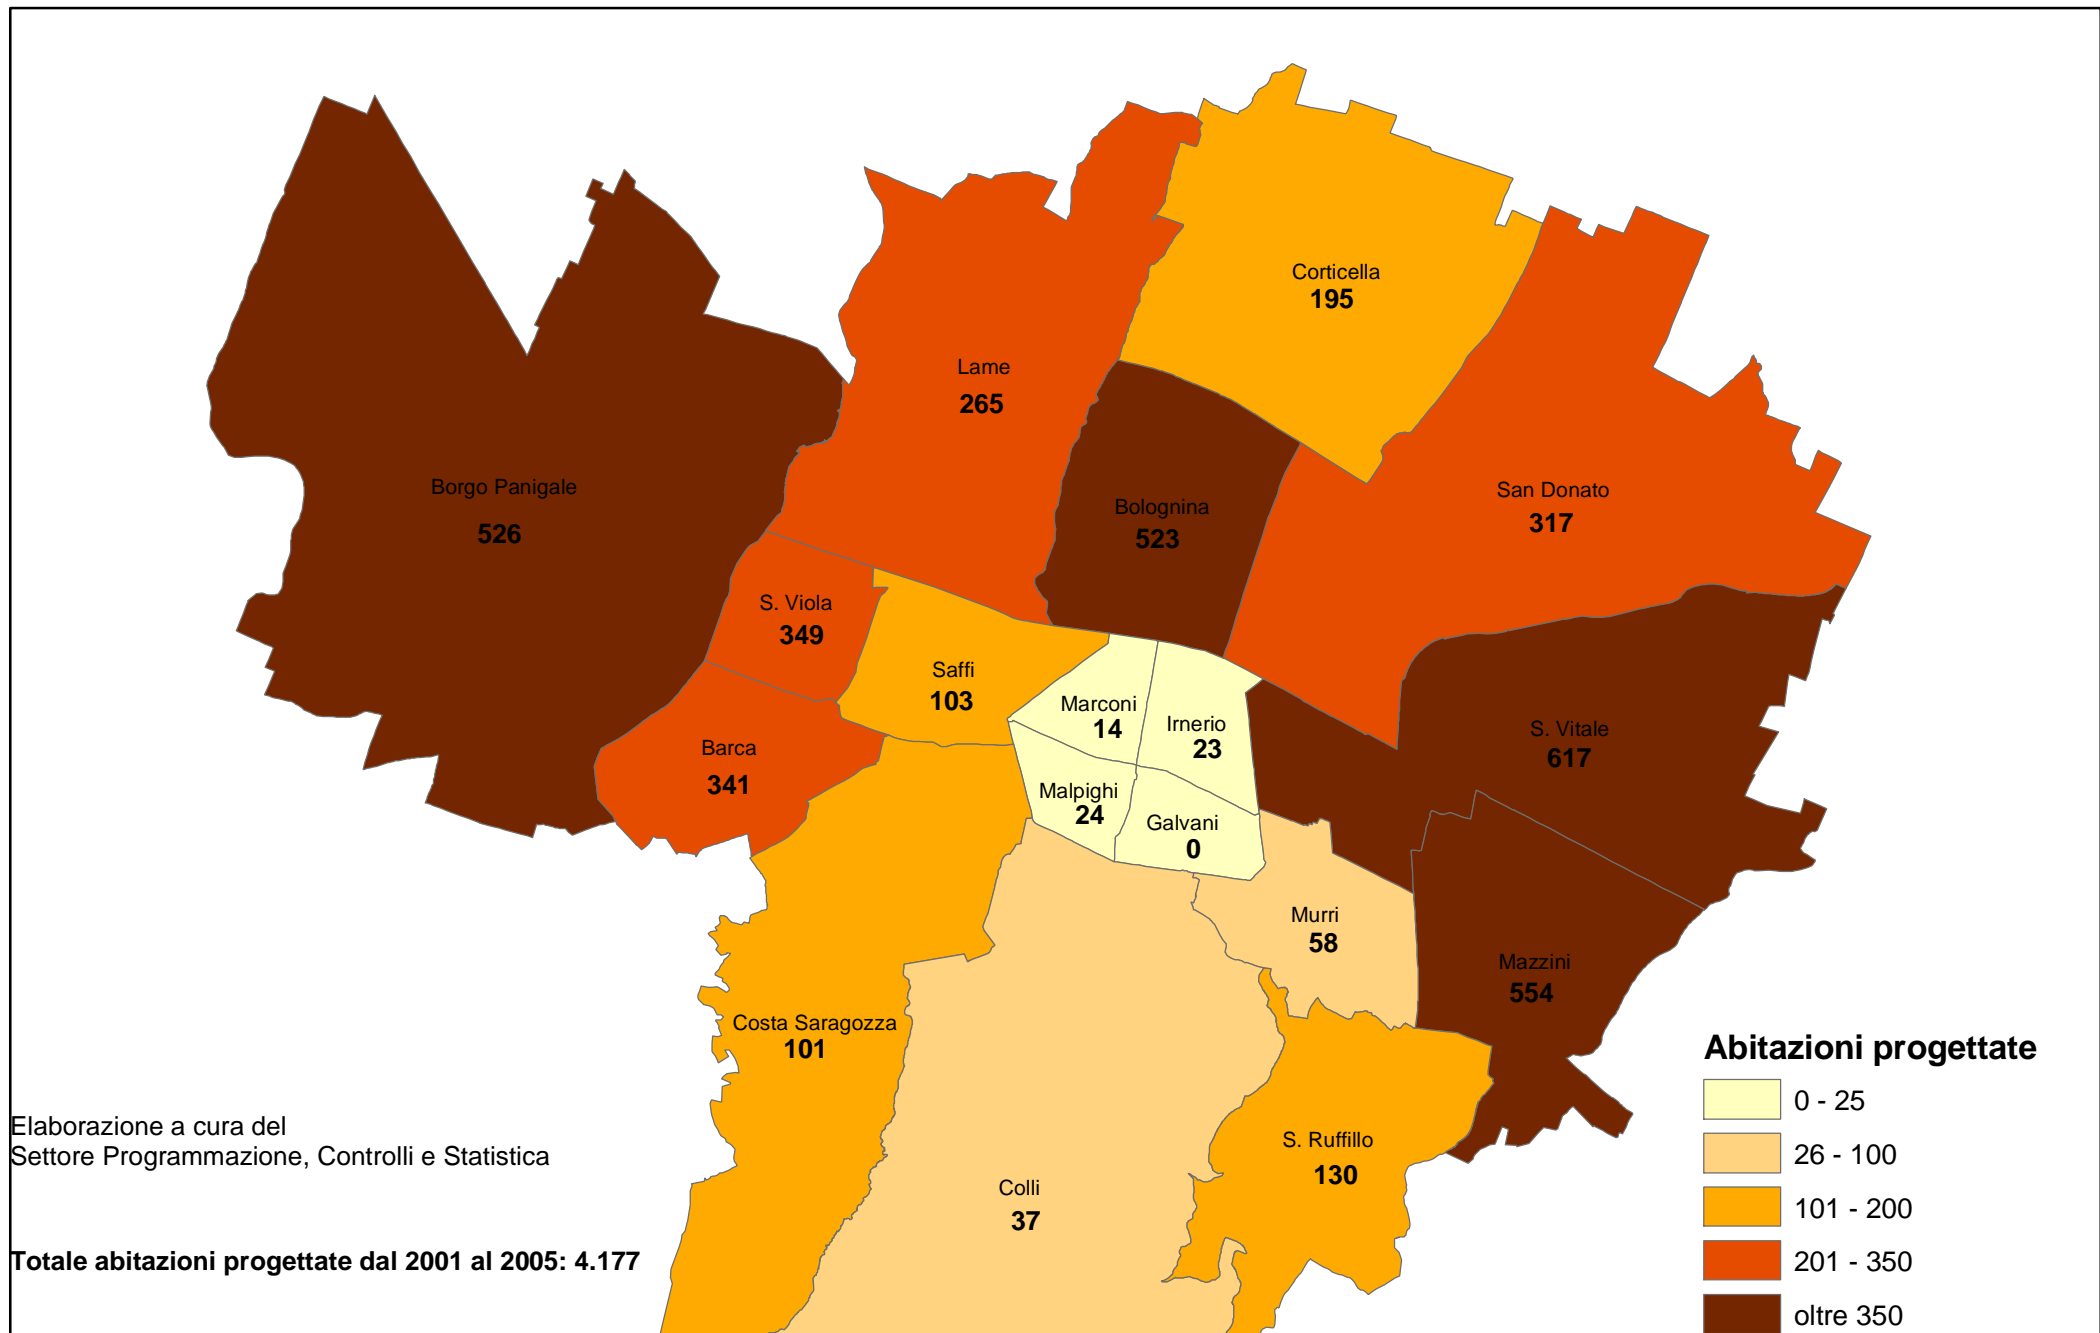 Corticella
195
Lame
265
Borgo Panigale
526
Bolognina
523
San Donato
317
S. Viola
349
Saffi
103
Marconi
14
Irnerio
23
S. Vitale
617
Barca
341
Malpighi
24
Galvani
0
Murri
58
Mazzini
554
Costa Saragozza
101
S. Ruffillo
130
Colli
37
Elaborazione a cura del
Settore Programmazione, Controlli e Statistica
Totale abitazioni progettate dal 2001 al 2005: 4.177
Abitazioni progettate
0 - 25
26 - 100
101 - 200
201 - 350
oltre 350